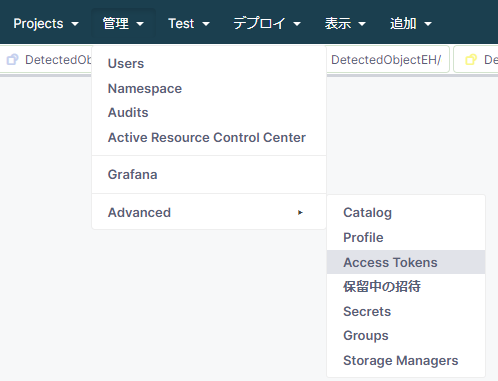 Projects 管理 Test デプロイ 表示 追加
DetectedOb DetectedObjectEH/ De
Users
Namespace
Audits
Active Resource Control Center
Grafana
Advanced
Catalog
Profile
Access Tokens
保留中の招待
Secrets
Groups
Storage Managers